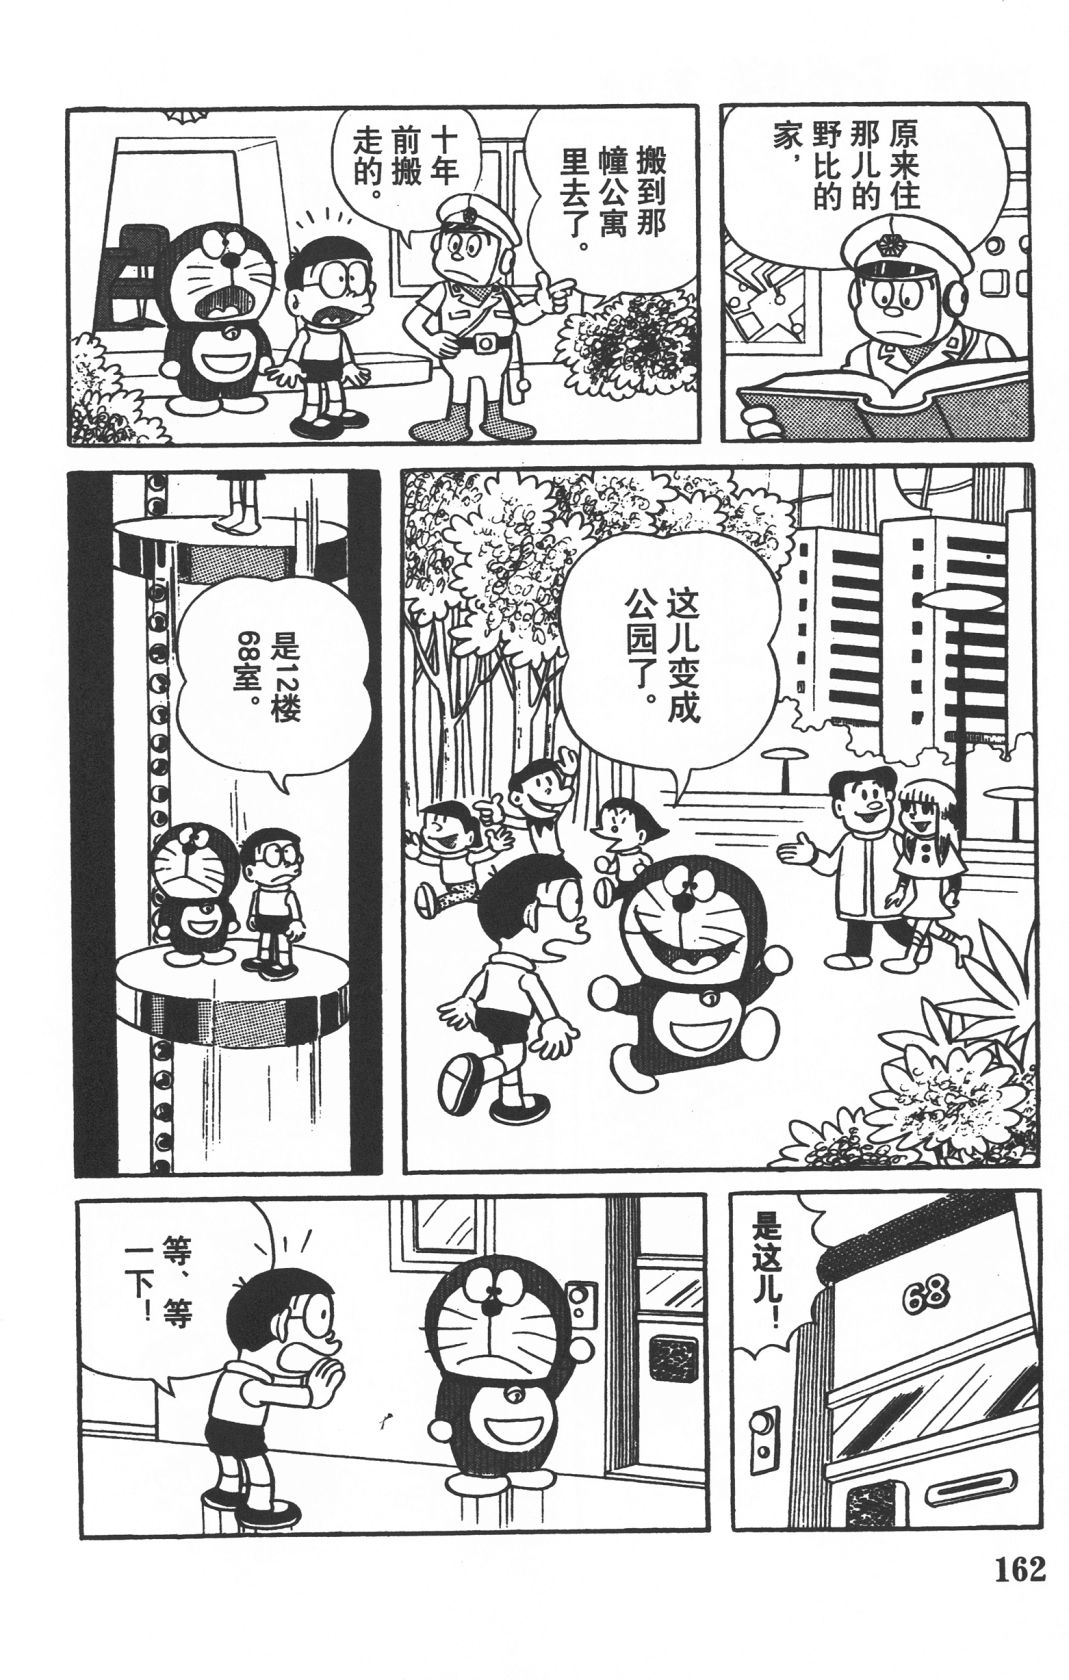 原来住
那儿的
野比的
家，
搬到那
幢公寓
里去了。
十年
前搬
走的。
这儿变成
公园了。
是12楼
68室。
是这儿！
68
等、等
一下！
162